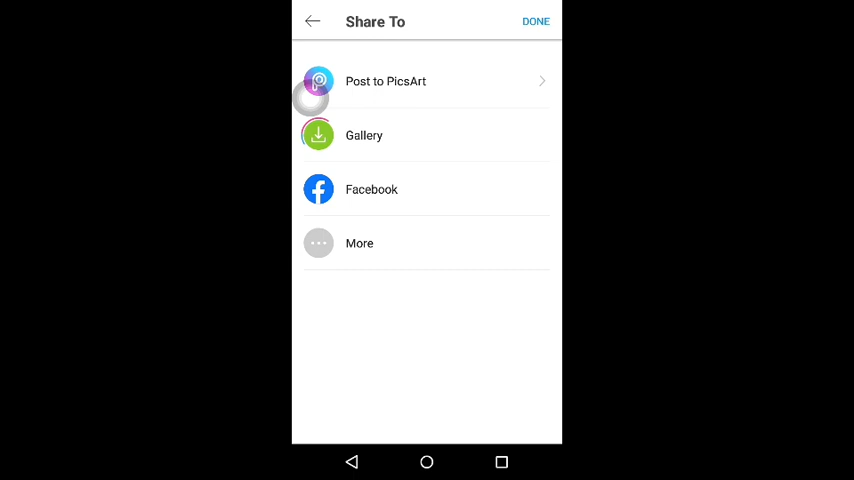 Share To
DONE
Post to PicsArt
Gallery
Facebook
More